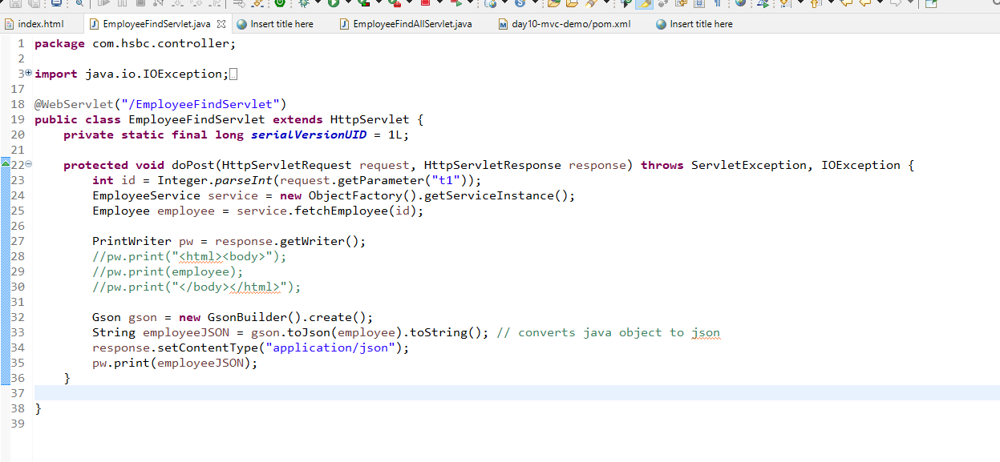 index.html EmployeeFindServlet.java Insert title here EmployeeFindAllServlet.java day10-mvc-demo/pom.xml Insert title here
1 package com.hsbc.controller;
2
3 import java.io.IOException;
17
18 @WebServlet("/EmployeeFindServlet")
19 public class EmployeeFindServlet extends HttpServlet {
20     private static final long serialVersionUID = 1L;
21
22     protected void doPost(HttpServletRequest request, HttpServletResponse response) throws ServletException, IOException {
23         int id = Integer.parseInt(request.getParameter("t1"));
24         EmployeeService service = new ObjectFactory().getServiceInstance();
25         Employee employee = service.fetchEmployee(id);
26
27         PrintWriter pw = response.getWriter();
28         //pw.print("<html><body>");
29         //pw.print(employee);
30         //pw.print("</body></html>");
31
32         Gson gson = new GsonBuilder().create();
33         String employeeJSON = gson.toJson(employee).toString(); // converts java object to json
34         response.setContentType("application/json");
35         pw.print(employeeJSON);
36     }
37
38 }
39